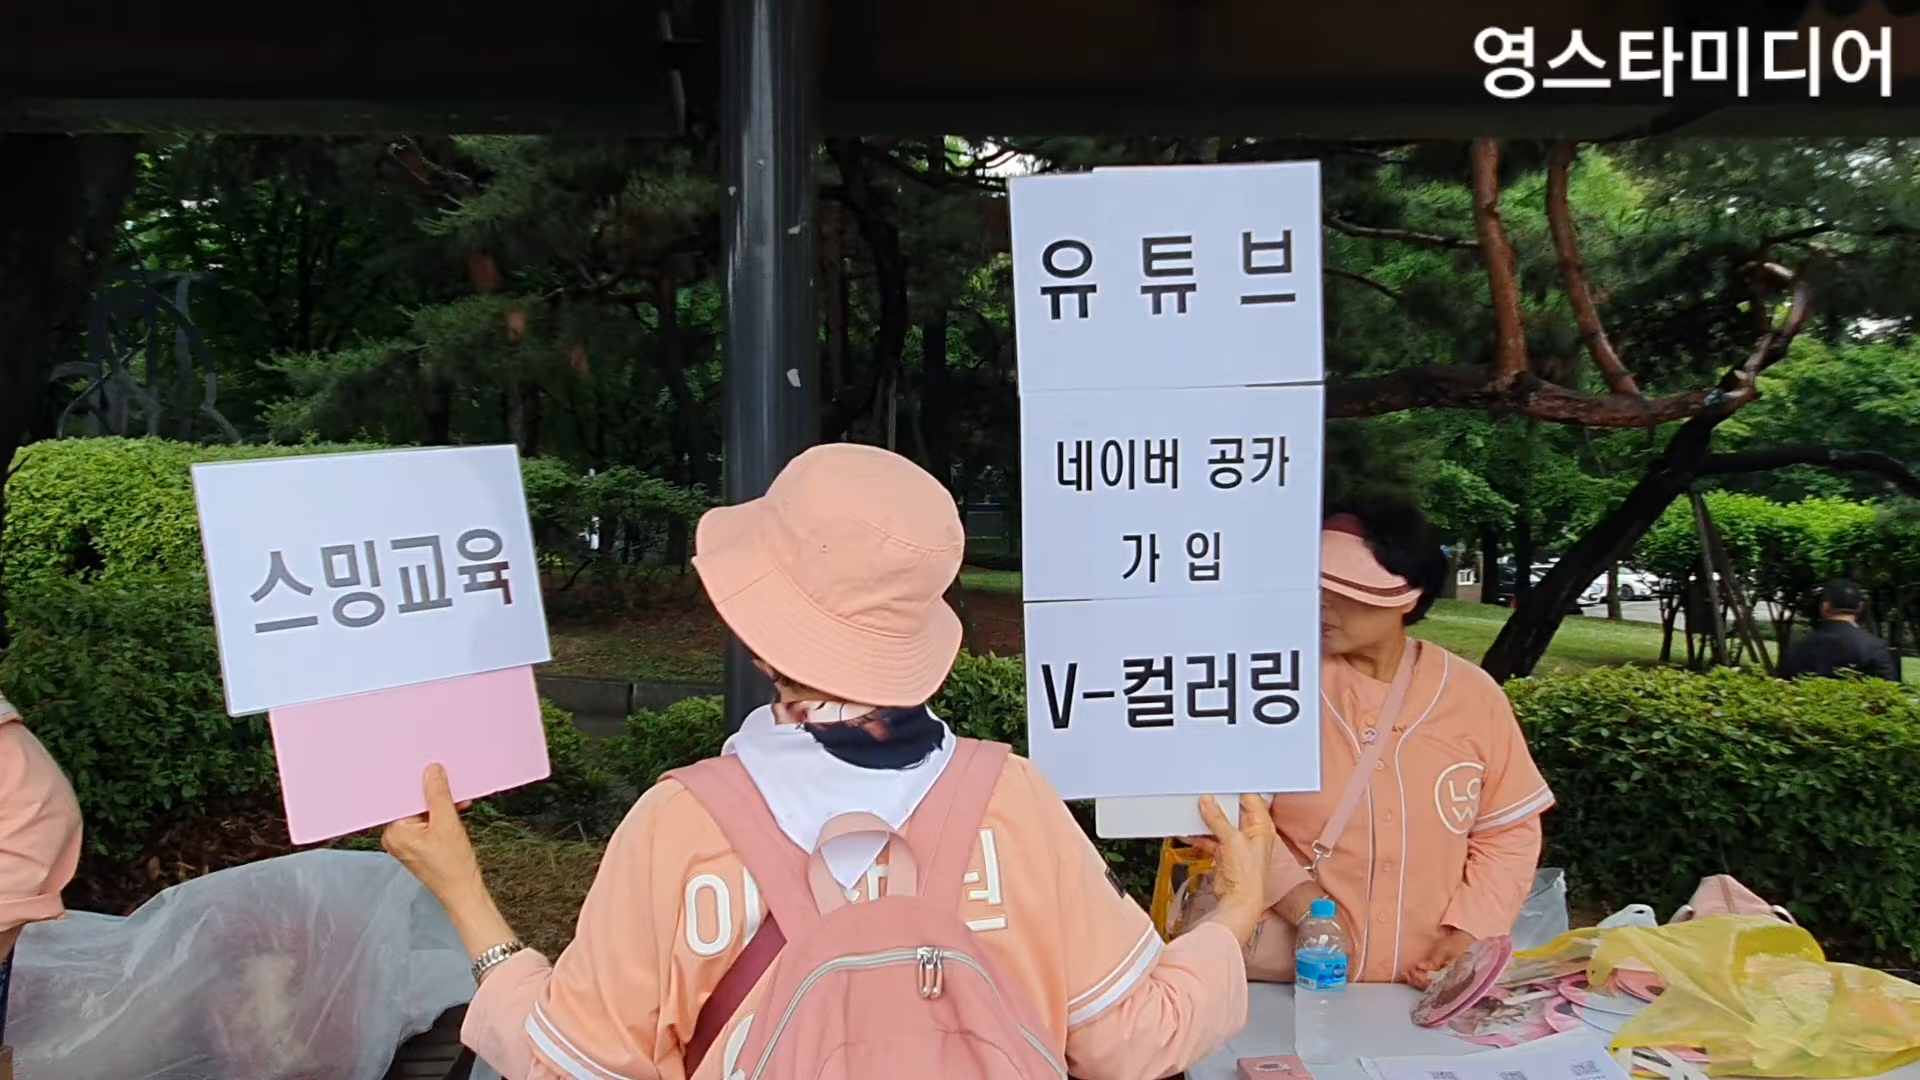 영스타미디어
유튜브
네이버 공카
가입
V-컬러링
스밍교육